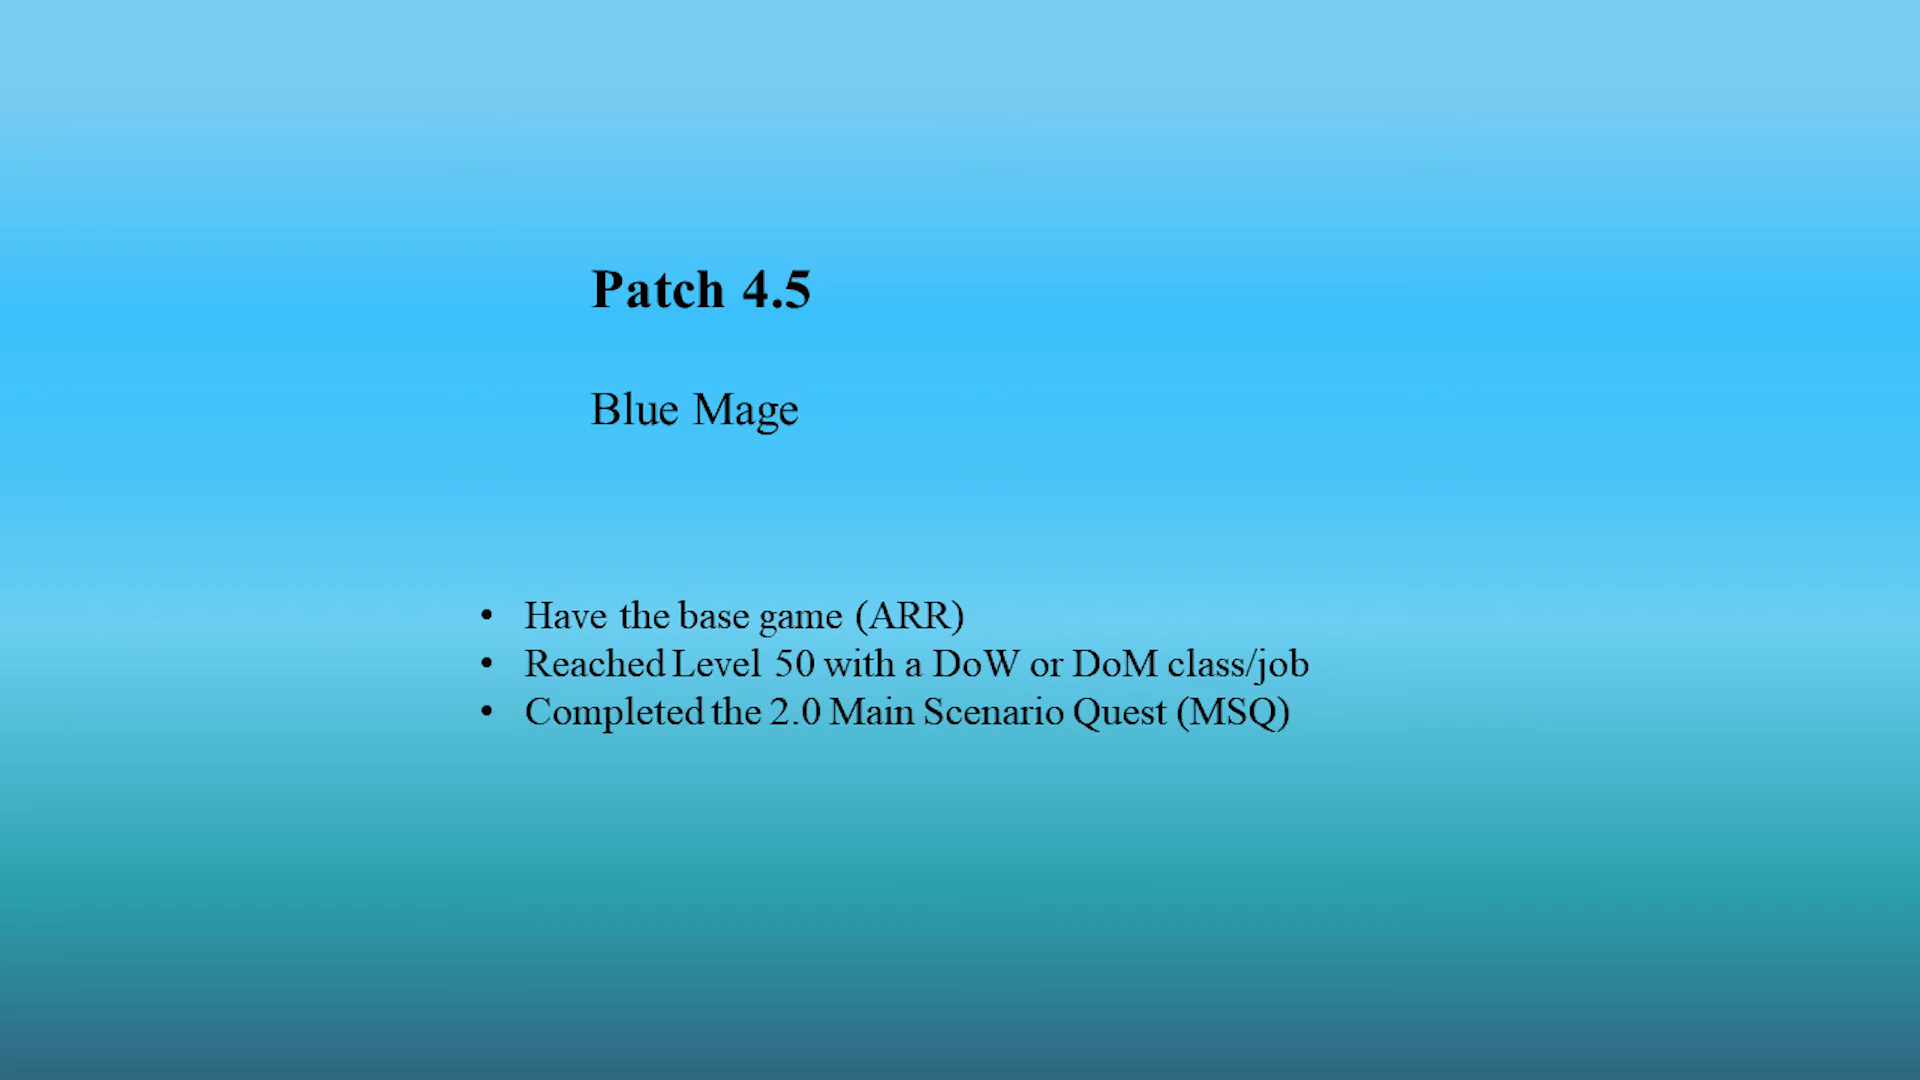 Patch 4.5
Blue Mage
• Have the base game (ARR)
• Reached Level 50 with a DoW or DoM class/job
• Completed the 2.0 Main Scenario Quest (MSQ)